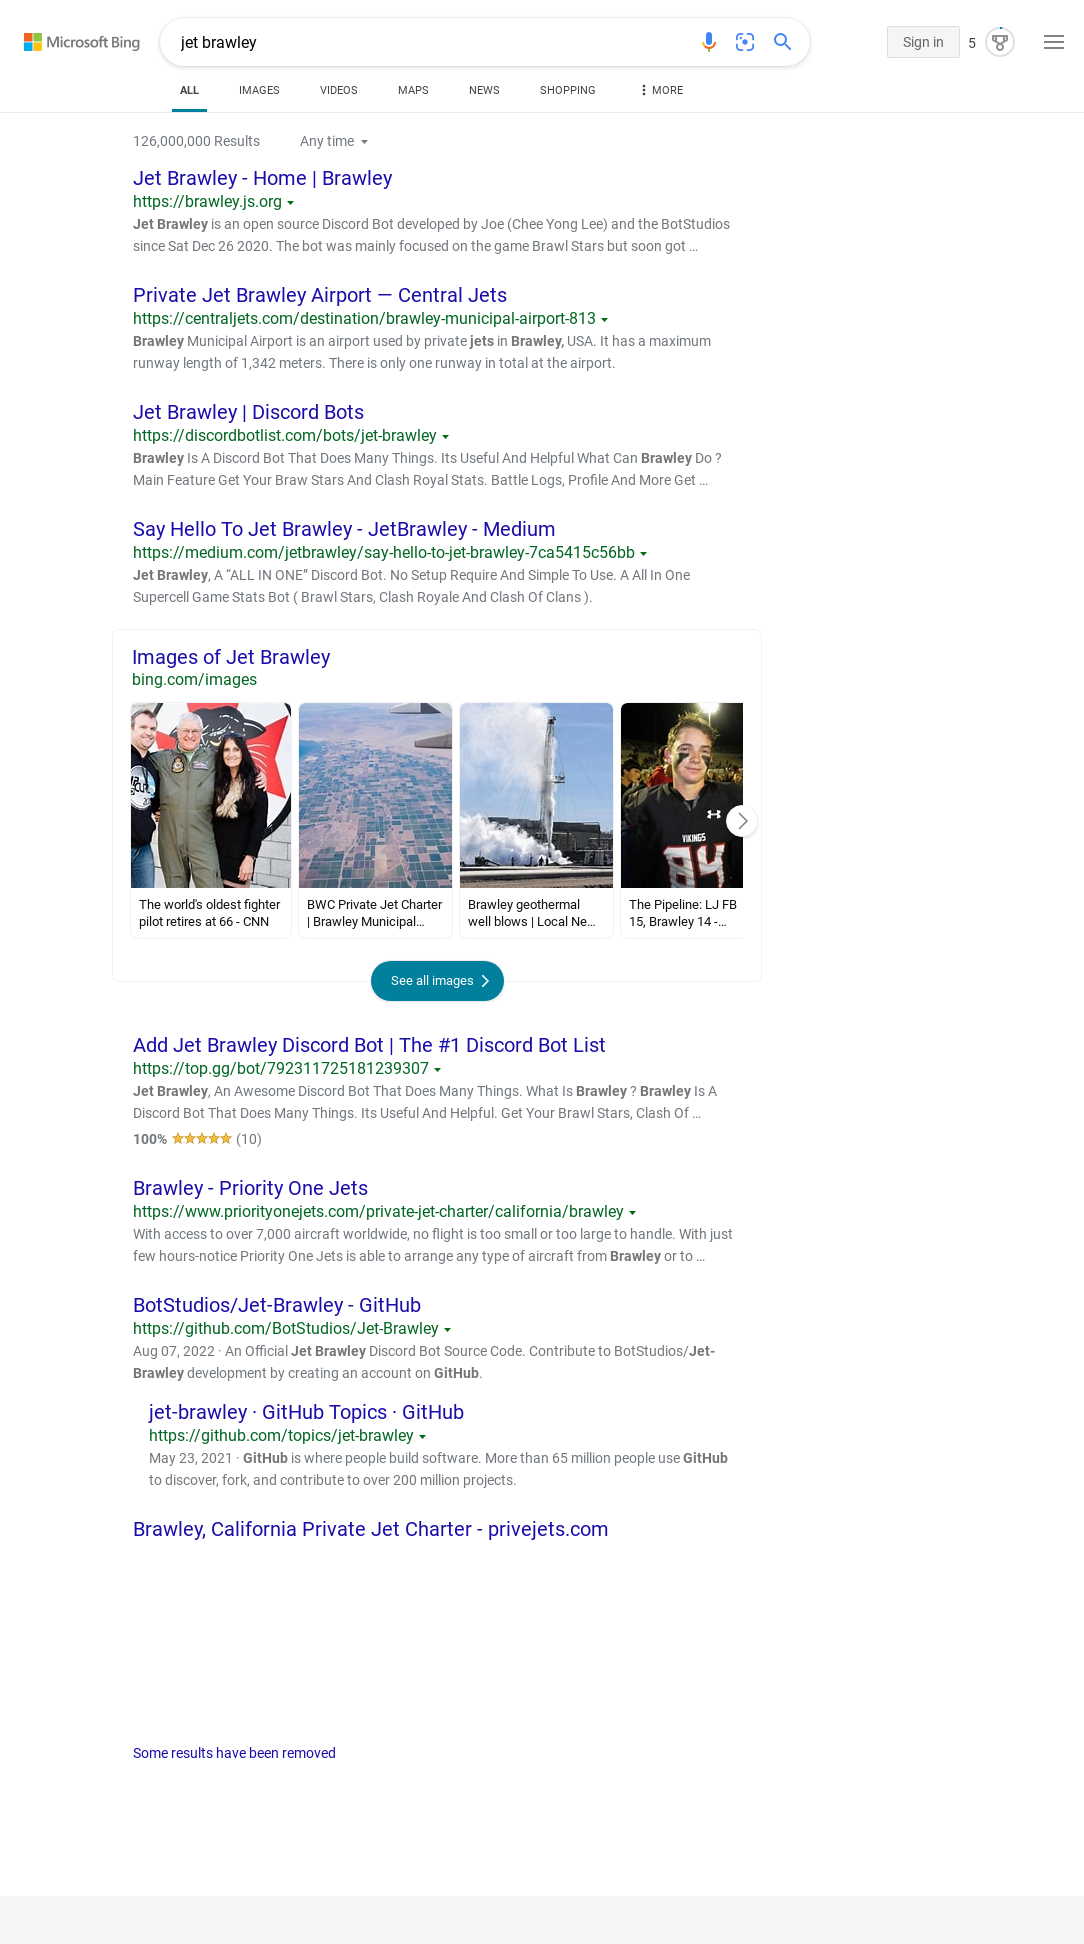 Microsoft Bing
jet brawley
Sign in
5
ALL
IMAGES
VIDEOS
MAPS
NEWS
SHOPPING
MORE
126,000,000 Results
Any time
Jet Brawley - Home | Brawley
https://brawley.js.org
Jet Brawley is an open source Discord Bot developed by Joe (Chee Yong Lee) and the BotStudios
since Sat Dec 26 2020. The bot was mainly focused on the game Brawl Stars but soon got ...
Private Jet Brawley Airport — Central Jets
https://centraljets.com/destination/brawley-municipal-airport-813
Brawley Municipal Airport is an airport used by private jets in Brawley, USA. It has a maximum
runway length of 1,342 meters. There is only one runway in total at the airport.
Jet Brawley | Discord Bots
https://discordbotlist.com/bots/jet-brawley
Brawley Is A Discord Bot That Does Many Things. Its Useful And Helpful What Can Brawley Do ?
Main Feature Get Your Braw Stars And Clash Royal Stats. Battle Logs, Profile And More Get ...
Say Hello To Jet Brawley - JetBrawley - Medium
https://medium.com/jetbrawley/say-hello-to-jet-brawley-7ca5415c56bb
Jet Brawley, A “ALL IN ONE” Discord Bot. No Setup Require And Simple To Use. A All In One
Supercell Game Stats Bot ( Brawl Stars, Clash Royale And Clash Of Clans ).
Images of Jet Brawley
bing.com/images
VIKINGS
84
The world's oldest fighter
pilot retires at 66 - CNN
BWC Private Jet Charter
| Brawley Municipal...
Brawley geothermal
well blows | Local Ne...
The Pipeline: LJ FB
15, Brawley 14 -...
See all images
Add Jet Brawley Discord Bot | The #1 Discord Bot List
https://top.gg/bot/792311725181239307
Jet Brawley, An Awesome Discord Bot That Does Many Things. What Is Brawley ? Brawley Is A
Discord Bot That Does Many Things. Its Useful And Helpful. Get Your Brawl Stars, Clash Of ...
100% (10)
Brawley - Priority One Jets
https://www.priorityonejets.com/private-jet-charter/california/brawley
With access to over 7,000 aircraft worldwide, no flight is too small or too large to handle. With just
few hours-notice Priority One Jets is able to arrange any type of aircraft from Brawley or to ...
BotStudios/Jet-Brawley - GitHub
https://github.com/BotStudios/Jet-Brawley
Aug 07, 2022 · An Official Jet Brawley Discord Bot Source Code. Contribute to BotStudios/Jet-
Brawley development by creating an account on GitHub.
jet-brawley · GitHub Topics · GitHub
https://github.com/topics/jet-brawley
May 23, 2021 · GitHub is where people build software. More than 65 million people use GitHub
to discover, fork, and contribute to over 200 million projects.
Brawley, California Private Jet Charter - privejets.com
Some results have been removed